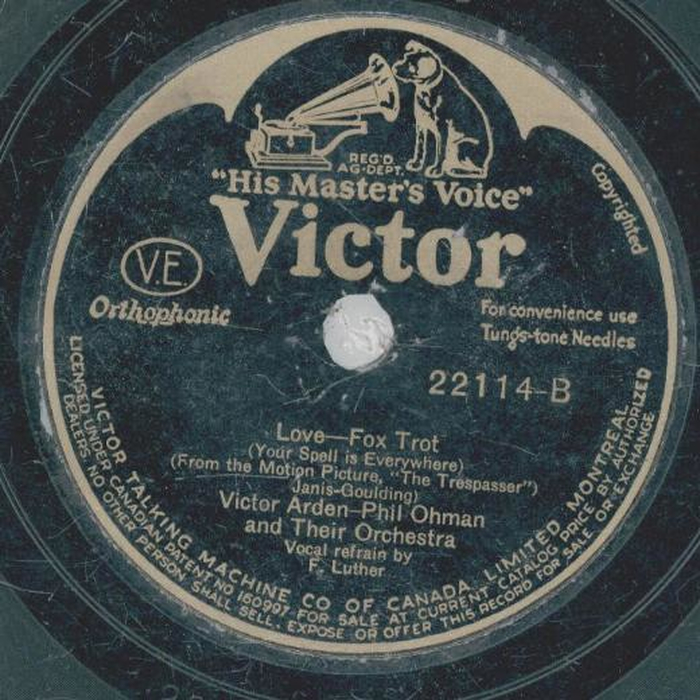 REG'D.
AG-DEPT.
"His Master's Voice"
Victor
Copyrighted
V.E.
Orthophonic
For convenience use
Tungs-tone Needles
22114-B
Love—Fox Trot
(Your Spell is Everywhere)
(From the Motion Picture, "The Trespasser")
Janis-Goulding)
Victor Arden-Phil Ohman
and Their Orchestra
Vocal refrain by
F. Luther
VICTOR TALKING MACHINE CO OF CANADA, LIMITED, MONTREAL
LICENSED UNDER CANADIAN PATENT NO 160997. FOR SALE AT CURRENT CATALOG PRICE BY AUTHORIZED
DEALERS. NO OTHER PERSON SHALL SELL. EXPOSE OR OFFER THIS RECORD FOR SALE OR EXCHANGE